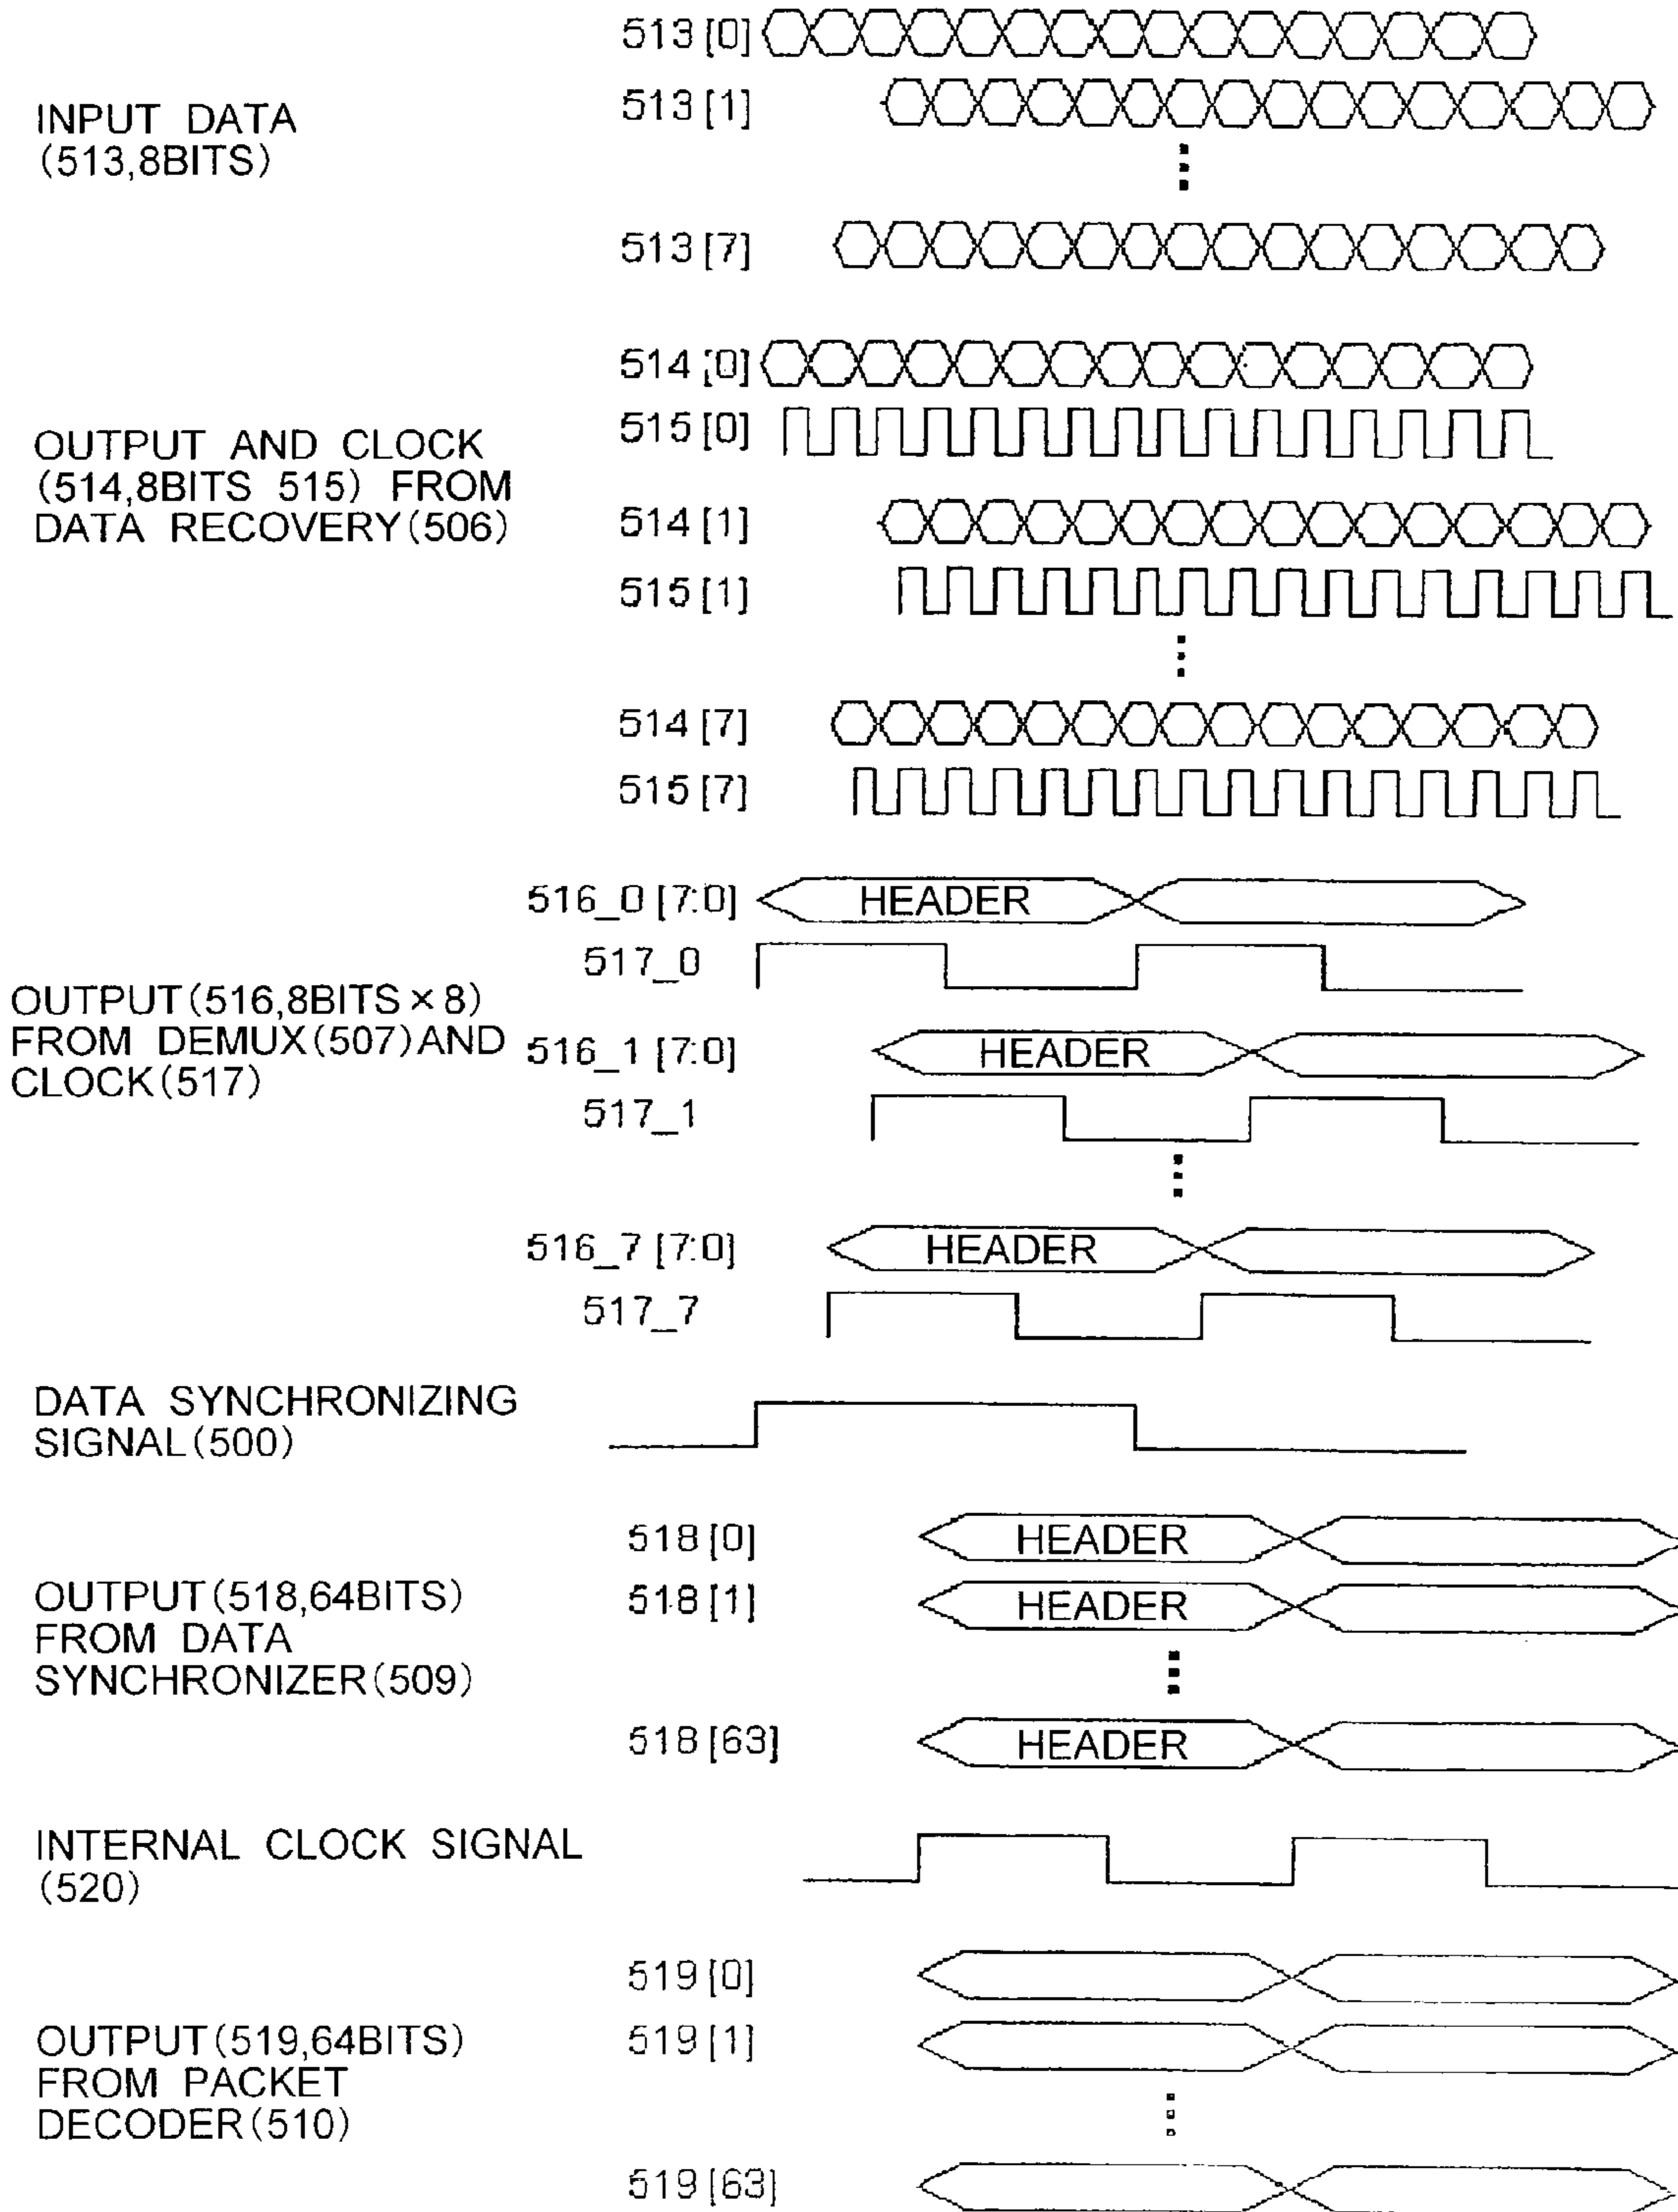 513 [0]
INPUT DATA
(513,8BITS)
513 [1]
513 [7]
514 [0]
OUTPUT AND CLOCK
(514,8BITS 515) FROM
DATA RECOVERY(506)
515 [0]
514 [1]
515 [1]
514 [7]
515 [7]
516_0 [7:0]
HEADER
517_0
OUTPUT(516,8BITS×8)
FROM DEMUX(507)AND
CLOCK(517)
516_1 [7:0]
HEADER
517_1
516_7 [7:0]
HEADER
517_7
DATA SYNCHRONIZING
SIGNAL(500)
518 [0]
HEADER
OUTPUT(518,64BITS)
FROM DATA
SYNCHRONIZER(509)
518 [1]
HEADER
518 [63]
HEADER
INTERNAL CLOCK SIGNAL
(520)
519 [0]
OUTPUT(519,64BITS)
FROM PACKET
DECODER(510)
519 [1]
519 [63]